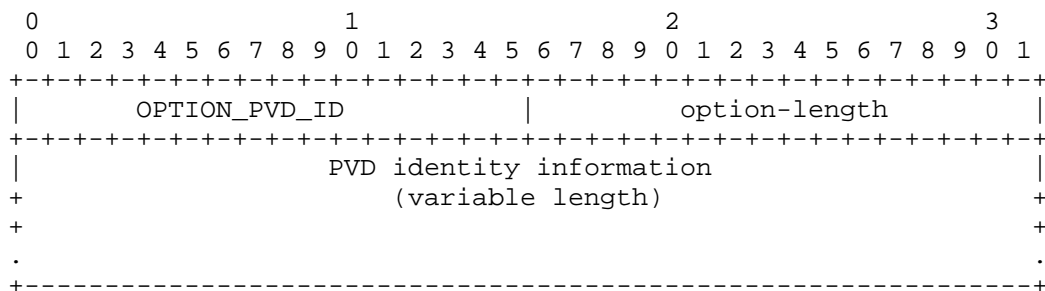 0                   1                   2                   3
 0 1 2 3 4 5 6 7 8 9 0 1 2 3 4 5 6 7 8 9 0 1 2 3 4 5 6 7 8 9 0 1
+-+-+-+-+-+-+-+-+-+-+-+-+-+-+-+-+-+-+-+-+-+-+-+-+-+-+-+-+-+-+-+-+
|       OPTION_PVD_ID           |         option-length         |
+-+-+-+-+-+-+-+-+-+-+-+-+-+-+-+-+-+-+-+-+-+-+-+-+-+-+-+-+-+-+-+-+
|                   PVD identity information                    |
+                       (variable length)                       +
+                                                               +
.                                                               .
+---------------------------------------------------------------+